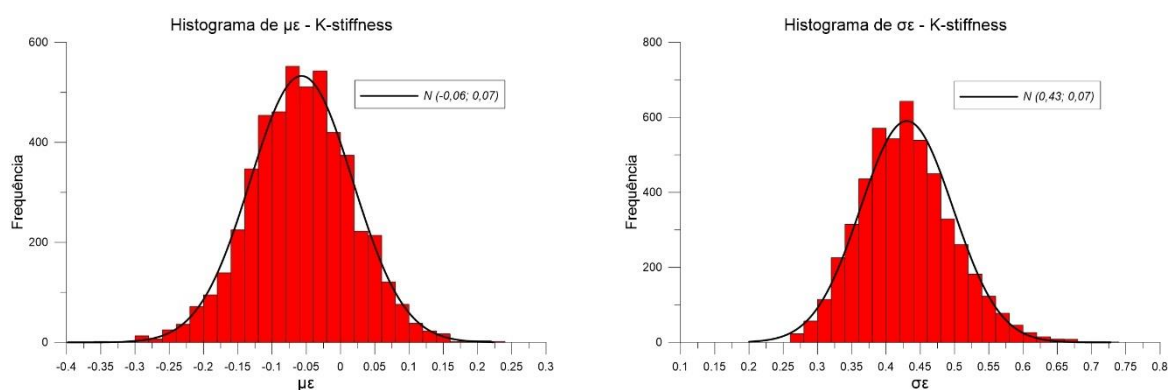 Histograma de με - K-stiffness
600
400
200
0
Frequência
N (-0,06; 0,07)
-0.4 -0.35 -0.3 -0.25 -0.2 -0.15 -0.1 -0.05 0 0.05 0.1 0.15 0.2 0.25 0.3
με
Histograma de σε - K-stiffness
800
600
400
200
0
Frequência
N (0,43; 0,07)
0.1 0.15 0.2 0.25 0.3 0.35 0.4 0.45 0.5 0.55 0.6 0.65 0.7 0.75 0.8
σε